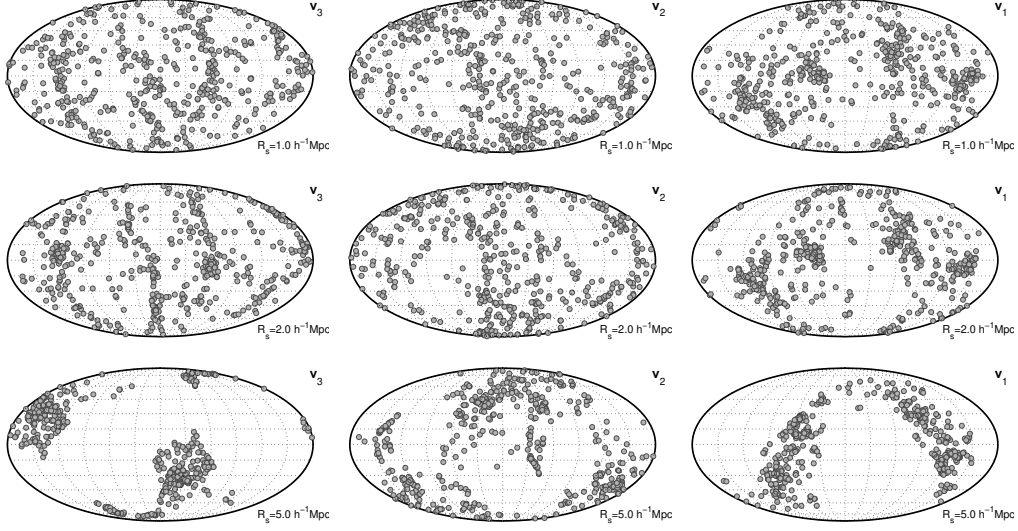 v₃
v₂
v₁
Rₛ=1.0 h⁻¹Mpc
Rₛ=1.0 h⁻¹Mpc
Rₛ=1.0 h⁻¹Mpc
v₃
v₂
v₁
Rₛ=2.0 h⁻¹Mpc
Rₛ=2.0 h⁻¹Mpc
Rₛ=2.0 h⁻¹Mpc
v₃
v₂
v₁
Rₛ=5.0 h⁻¹Mpc
Rₛ=5.0 h⁻¹Mpc
Rₛ=5.0 h⁻¹Mpc